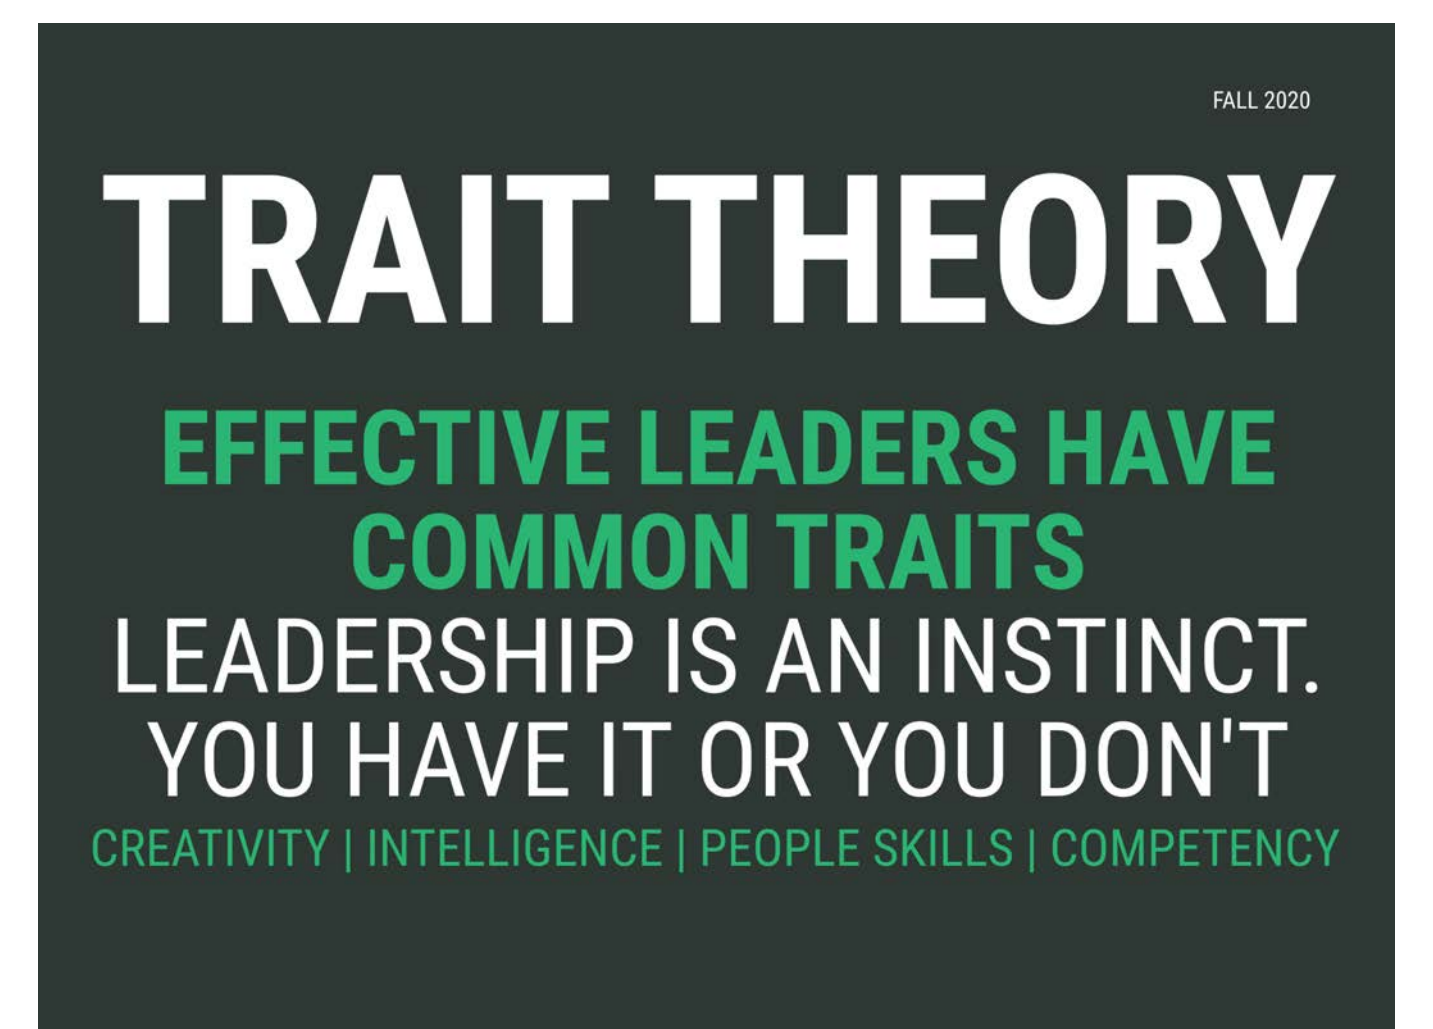 FALL 2020
TRAIT THEORY
EFFECTIVE LEADERS HAVE
COMMON TRAITS
LEADERSHIP IS AN INSTINCT.
YOU HAVE IT OR YOU DON'T
CREATIVITY | INTELLIGENCE | PEOPLE SKILLS | COMPETENCY